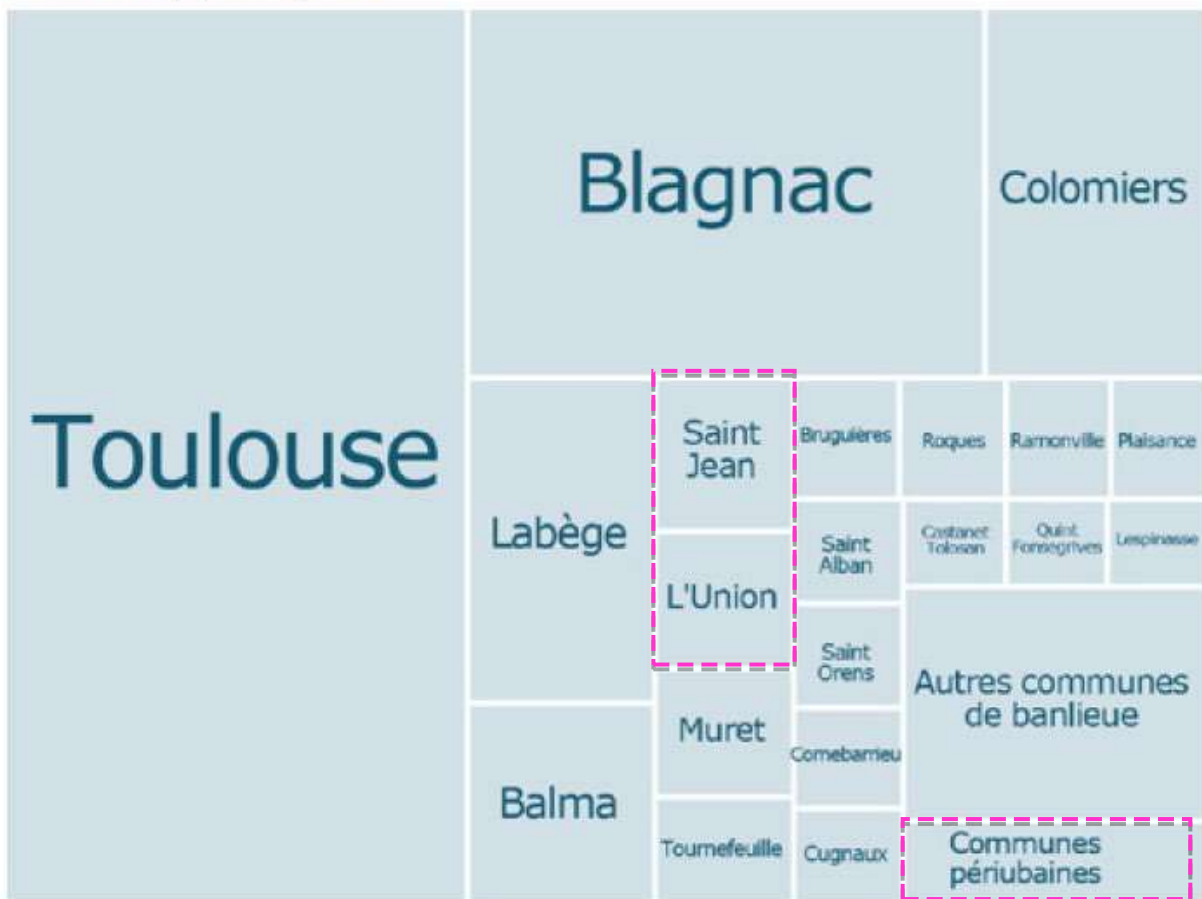 Toulouse
Blagnac
Colomiers
Labège
Balma
Saint
Jean
L'Union
Muret
Tournefeuille
Bruguières
Saint
Alban
Saint
Orens
Cornebarrieu
Cugnaux
Roques
Ramonville
Plaisance
Castanet
Tolosan
Quint
Fonsegrives
Lespinasse
Autres communes
de banlieue
Communes
périubaines